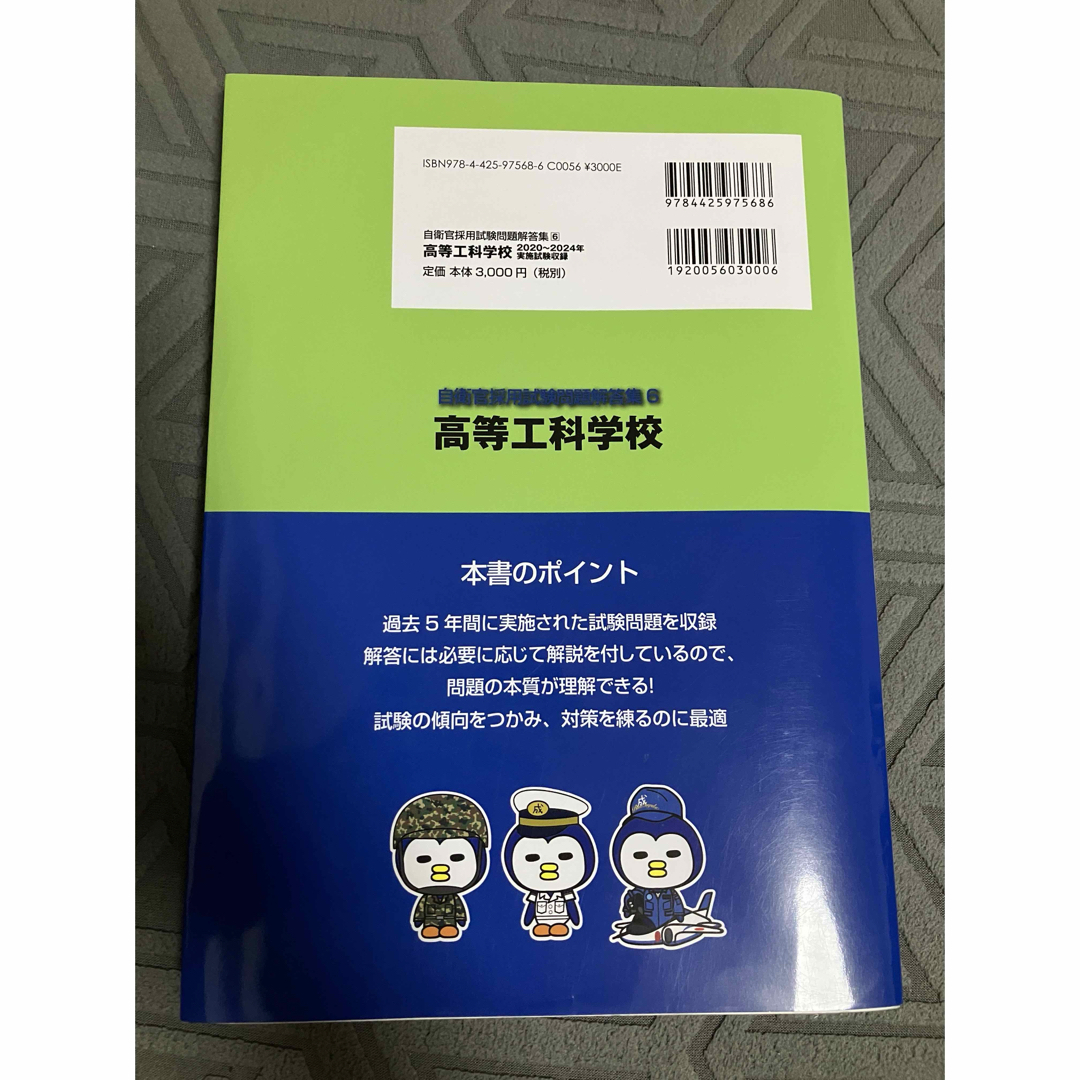 ISBN978-4-425-97568-6 C0056 ¥3000E
9784425975686
自衛官採用試験問題解答集⑥
高等工科学校 2020～2024年
実施試験収録
定価 本体3,000円（税別）
1920056030006
自衛官採用試験問題解答集6
高等工科学校
本書のポイント
過去5年間に実施された試験問題を収録
解答には必要に応じて解説を付しているので、
問題の本質が理解できる!
試験の傾向をつかみ、対策を練るのに最適
成
成